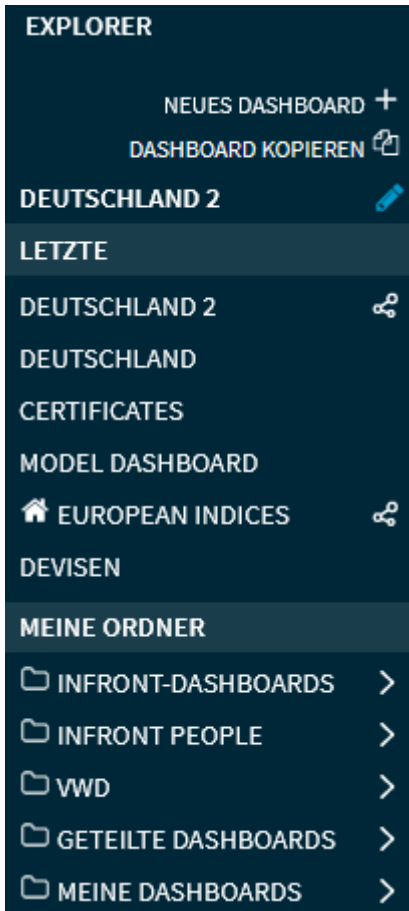 EXPLORER
NEUES DASHBOARD
DASHBOARD KOPIEREN
DEUTSCHLAND 2
LETZTE
DEUTSCHLAND 2
DEUTSCHLAND
CERTIFICATES
MODEL DASHBOARD
EUROPEAN INDICES
DEVISEN
MEINE ORDNER
INFRONT-DASHBOARDS
INFRONT PEOPLE
VWD
GETEILTE DASHBOARDS
MEINE DASHBOARDS